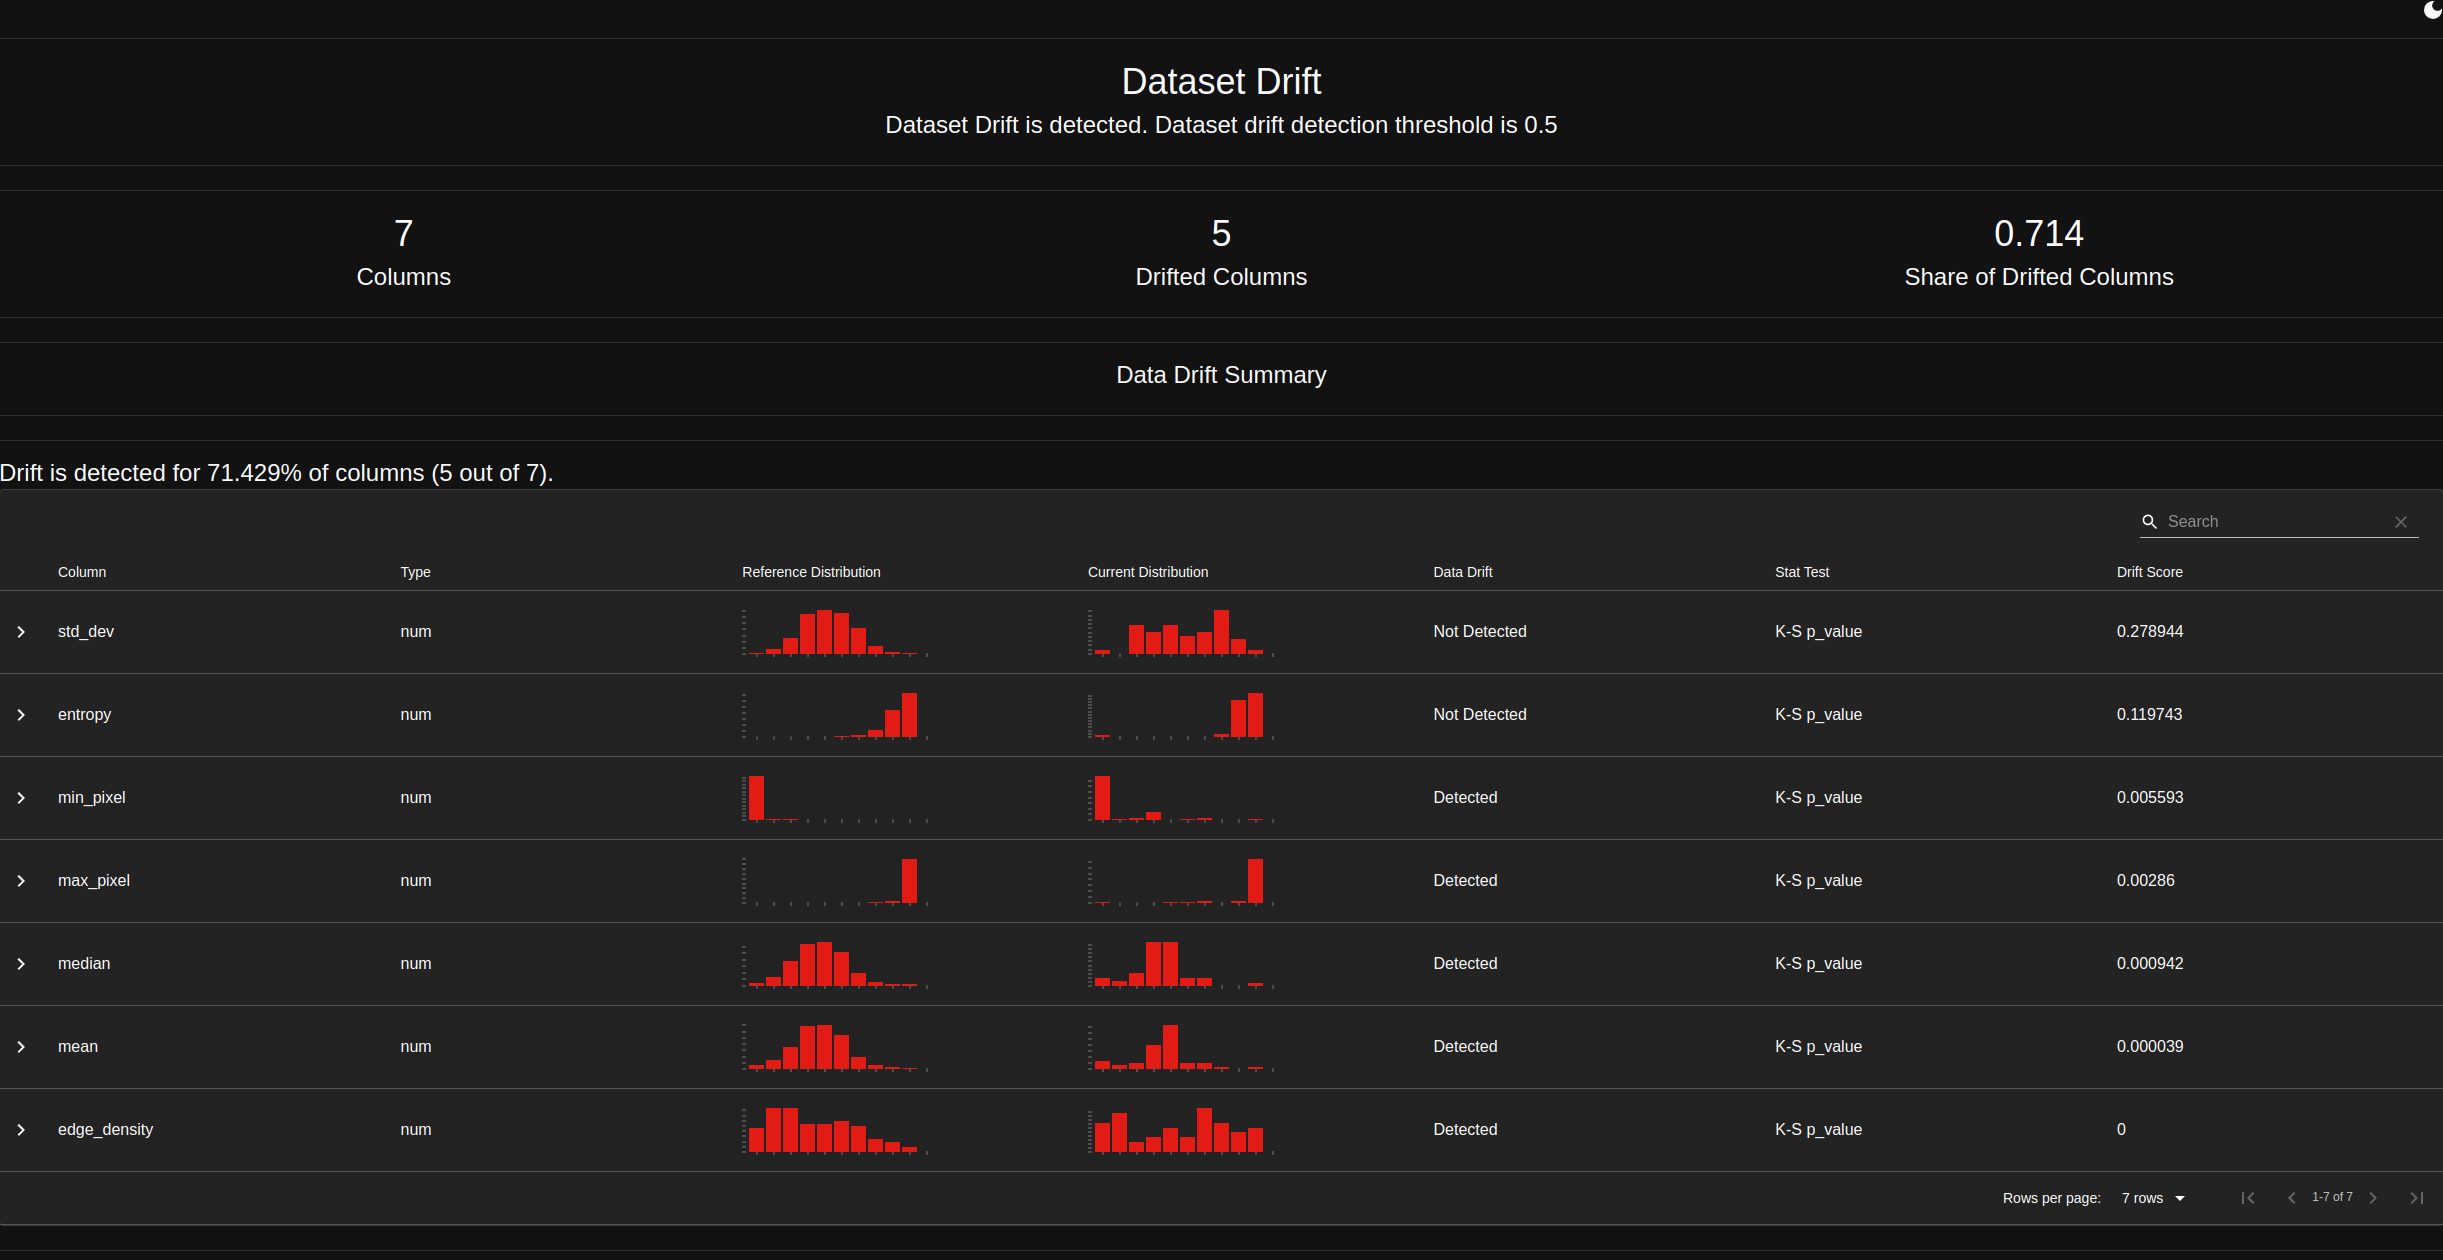 Dataset Drift
Dataset Drift is detected. Dataset drift detection threshold is 0.5
7
Columns
5
Drifted Columns
0.714
Share of Drifted Columns
Data Drift Summary
Drift is detected for 71.429% of columns (5 out of 7).
Search
Column Type Reference Distribution Current Distribution Data Drift Stat Test Drift Score
std_dev num Not Detected K-S p_value 0.278944
entropy num Not Detected K-S p_value 0.119743
min_pixel num Detected K-S p_value 0.005593
max_pixel num Detected K-S p_value 0.00286
median num Detected K-S p_value 0.000942
mean num Detected K-S p_value 0.000039
edge_density num Detected K-S p_value 0
Rows per page: 7 rows 1-7 of 7